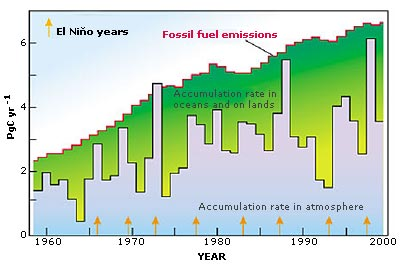 El Niño years
Fossil fuel emissions
6
4
2
0
PgC yr -1
Accumulation rate in
oceans and on lands
Accumulation rate in atmosphere
1960
1970
1980
1990
2000
YEAR